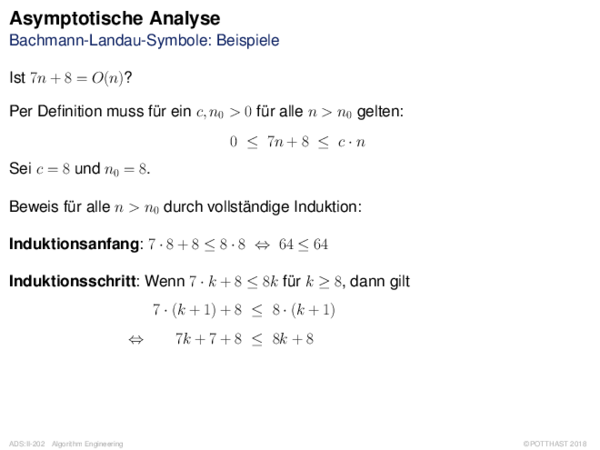 Asymptotische Analyse
Bachmann-Landau-Symbole: Beispiele
Ist 7n + 8 = O(n)?
Per Definition muss für ein c, n₀ > 0 für alle n > n₀ gelten:
0 ≤ 7n + 8 ≤ c · n
Sei c = 8 und n₀ = 8.
Beweis für alle n > n₀ durch vollständige Induktion:
Induktionsanfang: 7 · 8 + 8 ≤ 8 · 8 ⇔ 64 ≤ 64
Induktionsschritt: Wenn 7 · k + 8 ≤ 8k für k ≥ 8, dann gilt
7 · (k + 1) + 8 ≤ 8 · (k + 1)
⇔ 7k + 7 + 8 ≤ 8k + 8
ADS:II-202 Algorithm Engineering © POTTHAST 2018